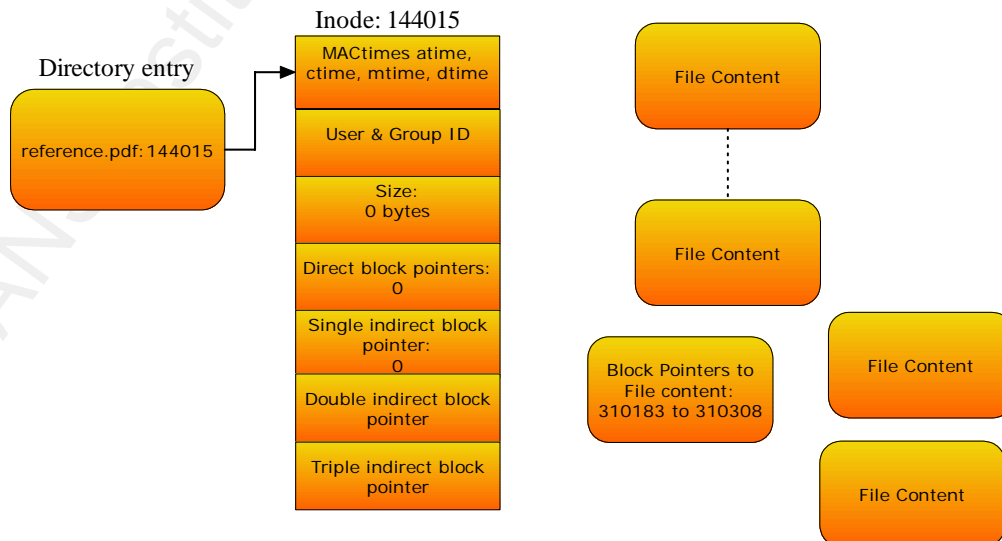 Inode: 144015
Directory entry
reference.pdf:144015
MACtimes atime,
ctime, mtime, dtime
User & Group ID
Size:
0 bytes
Direct block pointers:
0
Single indirect block
pointer:
0
Double indirect block
pointer
Triple indirect block
pointer
File Content
File Content
Block Pointers to
File content:
310183 to 310308
File Content
File Content